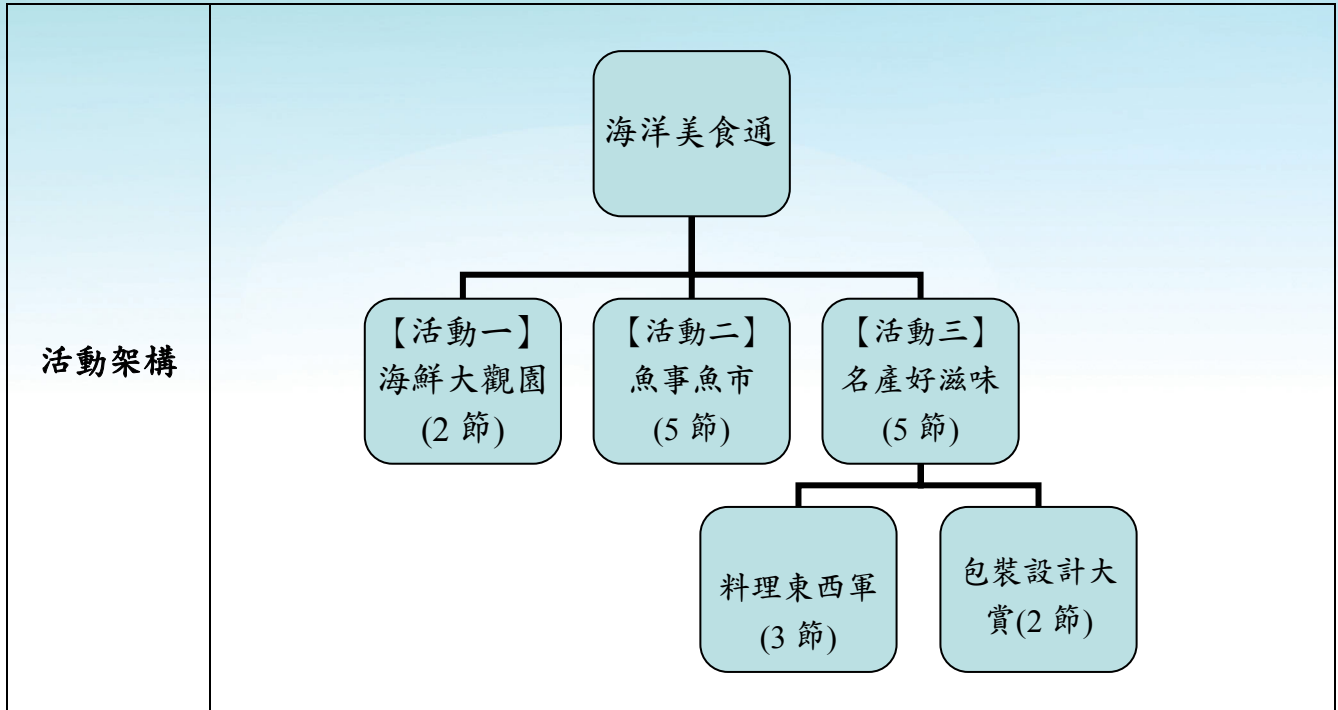 活動架構
海洋美食通
【活動一】
海鮮大觀園
(2 節)
【活動二】
魚事魚市
(5 節)
【活動三】
名產好滋味
(5 節)
料理東西軍
(3 節)
包裝設計大
賞(2 節)